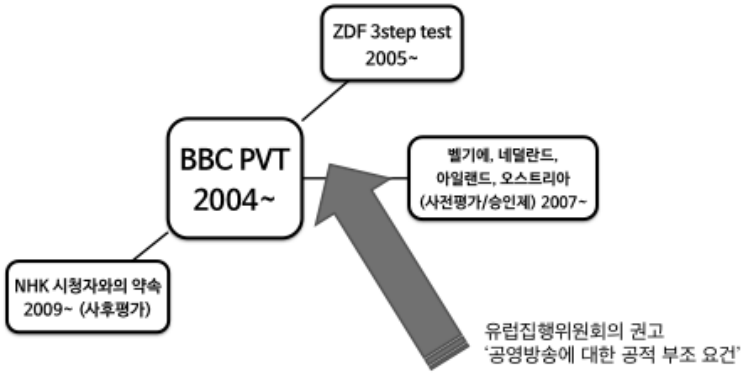 ZDF 3step test
2005~
BBC PVT
2004~
벨기에, 네덜란드,
아일랜드, 오스트리아
(사전평가/승인제) 2007~
NHK 시청자와의 약속
2009~ (사후평가)
유럽집행위원회의 권고
‘공영방송에 대한 공적 부조 요건’